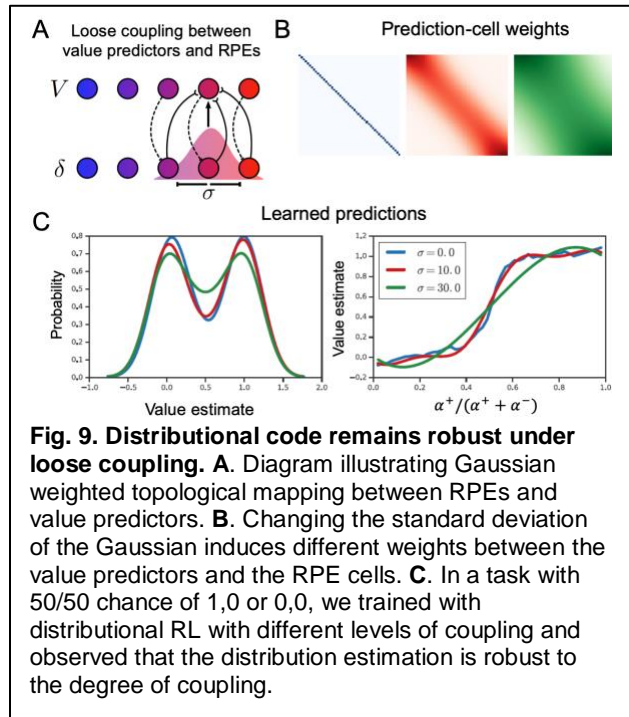 A
Loose coupling between
value predictors and RPEs
V
δ
σ
B
Prediction-cell weights
C
Learned predictions
Probability
0.8
0.7
0.6
0.5
0.4
0.3
0.2
0.1
0.0
−1.0 −0.5 0.0 0.5 1.0 1.5 2.0
Value estimate
Value estimate
1.2
1.0
0.8
0.6
0.4
0.2
0.0
−0.2
σ = 0.0
σ = 10.0
σ = 30.0
0.0 0.2 0.4 0.6 0.8 1.0
α⁺/(α⁺ + α⁻)
Fig. 9. Distributional code remains robust under
loose coupling. A. Diagram illustrating Gaussian
weighted topological mapping between RPEs and
value predictors. B. Changing the standard deviation
of the Gaussian induces different weights between the
value predictors and the RPE cells. C. In a task with
50/50 chance of 1,0 or 0,0, we trained with
distributional RL with different levels of coupling and
observed that the distribution estimation is robust to
the degree of coupling.